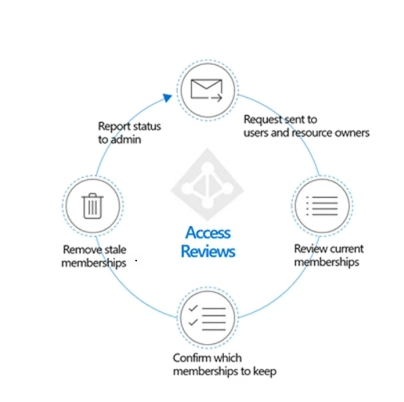 Request sent to
users and resource owners
Report status
to admin
Access
Reviews
Review current
memberships
Remove stale
memberships
Confirm which
memberships to keep